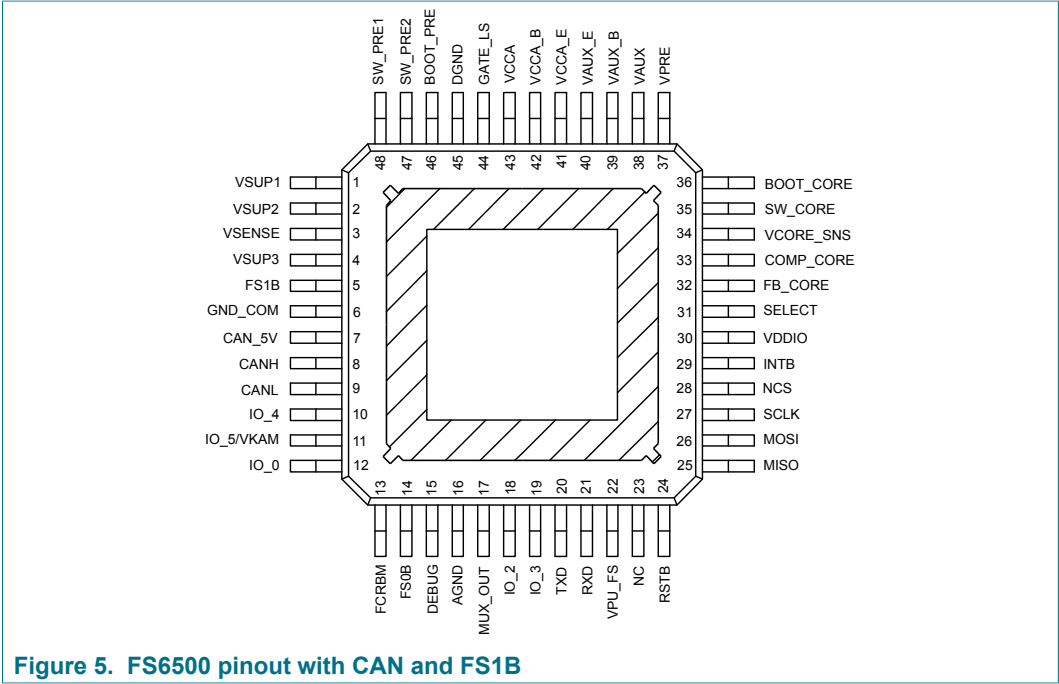 SW_PRE1
SW_PRE2
BOOT_PRE
DGND
GATE_LS
VCCA
VCCA_B
VCCA_E
VAUX_E
VAUX_B
VAUX
VPRE
48
47
46
45
44
43
42
41
40
39
38
37
VSUP1 1
VSUP2 2
VSENSE 3
VSUP3 4
FS1B 5
GND_COM 6
CAN_5V 7
CANH 8
CANL 9
IO_4 10
IO_5/VKAM 11
IO_0 12
36 BOOT_CORE
35 SW_CORE
34 VCORE_SNS
33 COMP_CORE
32 FB_CORE
31 SELECT
30 VDDIO
29 INTB
28 NCS
27 SCLK
26 MOSI
25 MISO
13
14
15
16
17
18
19
20
21
22
23
24
FCRBM
FS0B
DEBUG
AGND
MUX_OUT
IO_2
IO_3
TXD
RXD
VPU_FS
NC
RSTB
Figure 5. FS6500 pinout with CAN and FS1B